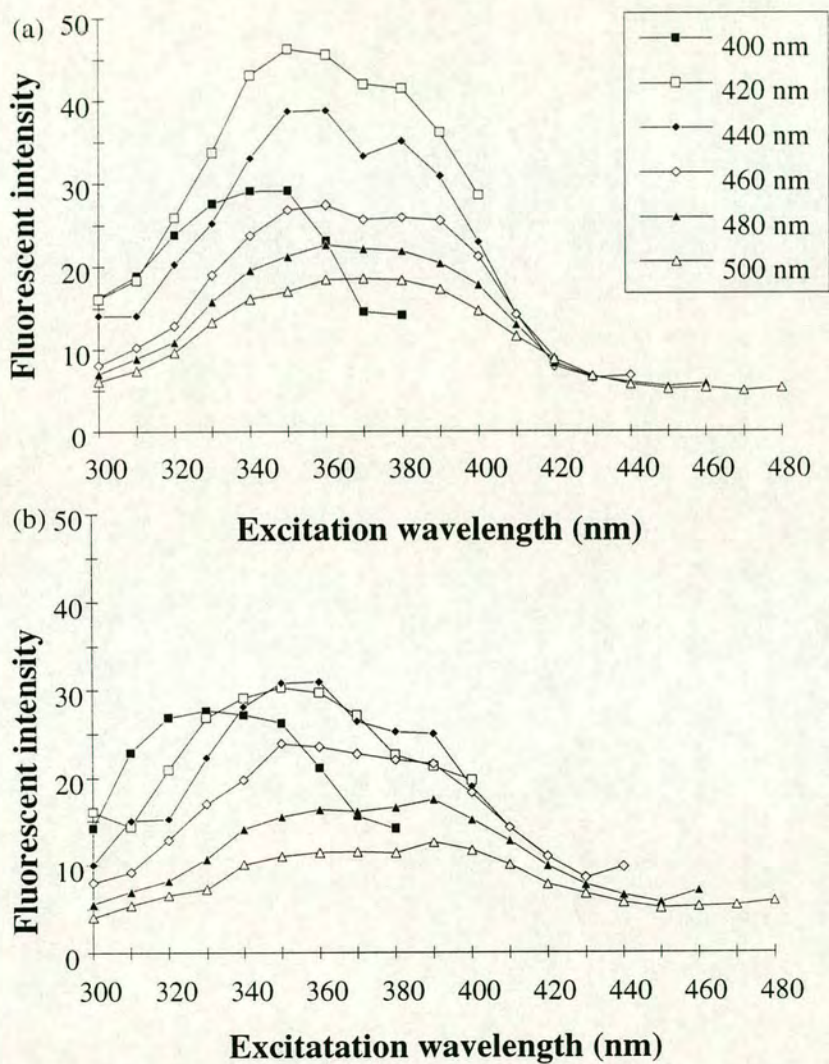 (a)
50
40
30
20
10
0
Fluorescent intensity
300 320 340 360 380 400 420 440 460 480
Excitation wavelength (nm)
400 nm
420 nm
440 nm
460 nm
480 nm
500 nm
(b)
50
40
30
20
10
0
Fluorescent intensity
300 320 340 360 380 400 420 440 460 480
Excitatation wavelength (nm)